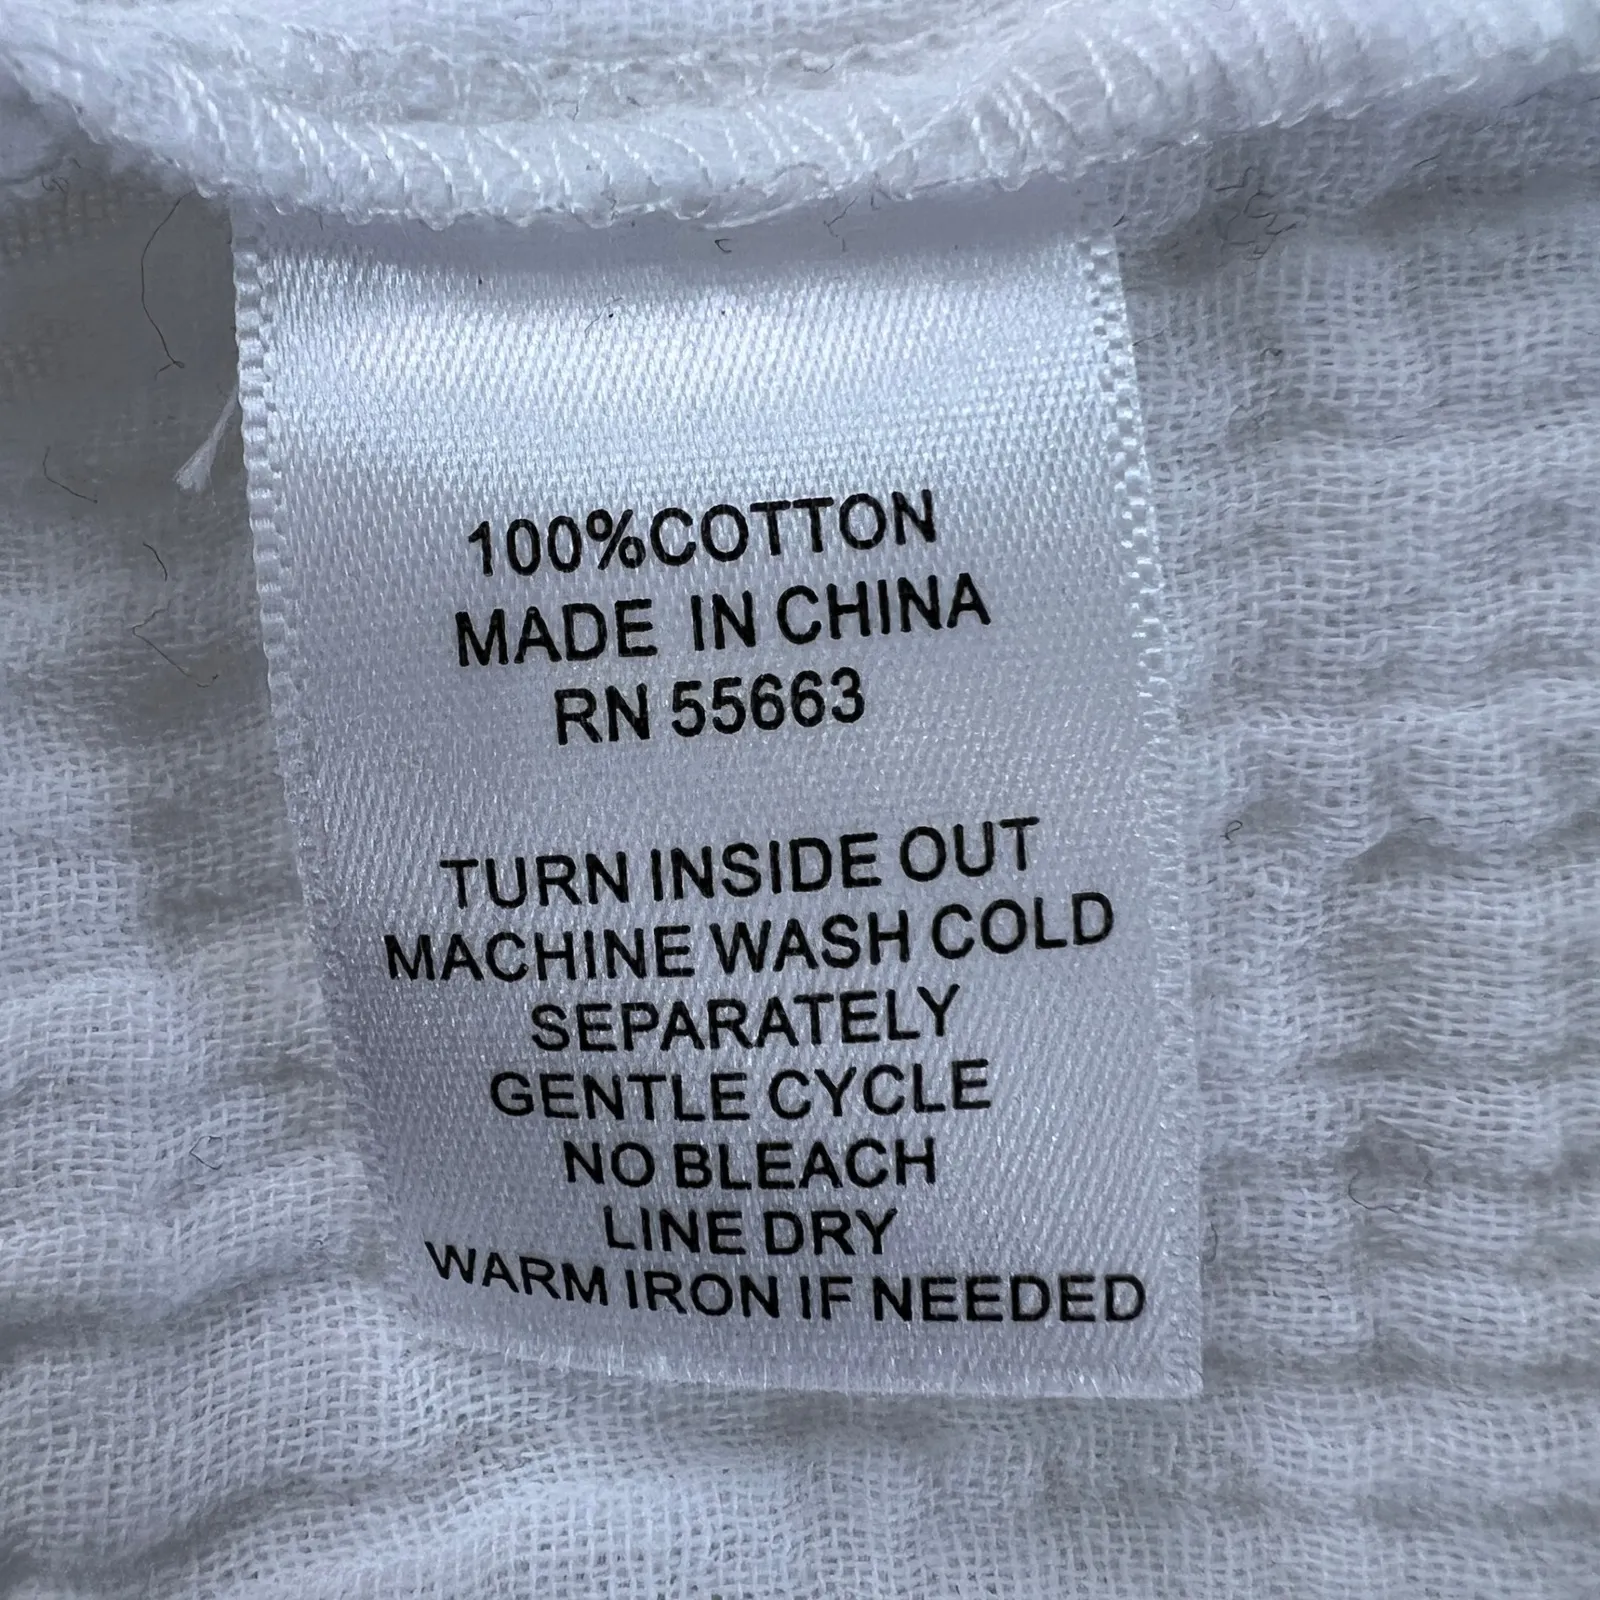 100%COTTON
MADE IN CHINA
RN 55663
TURN INSIDE OUT
MACHINE WASH COLD
SEPARATELY
GENTLE CYCLE
NO BLEACH
LINE DRY
WARM IRON IF NEEDED